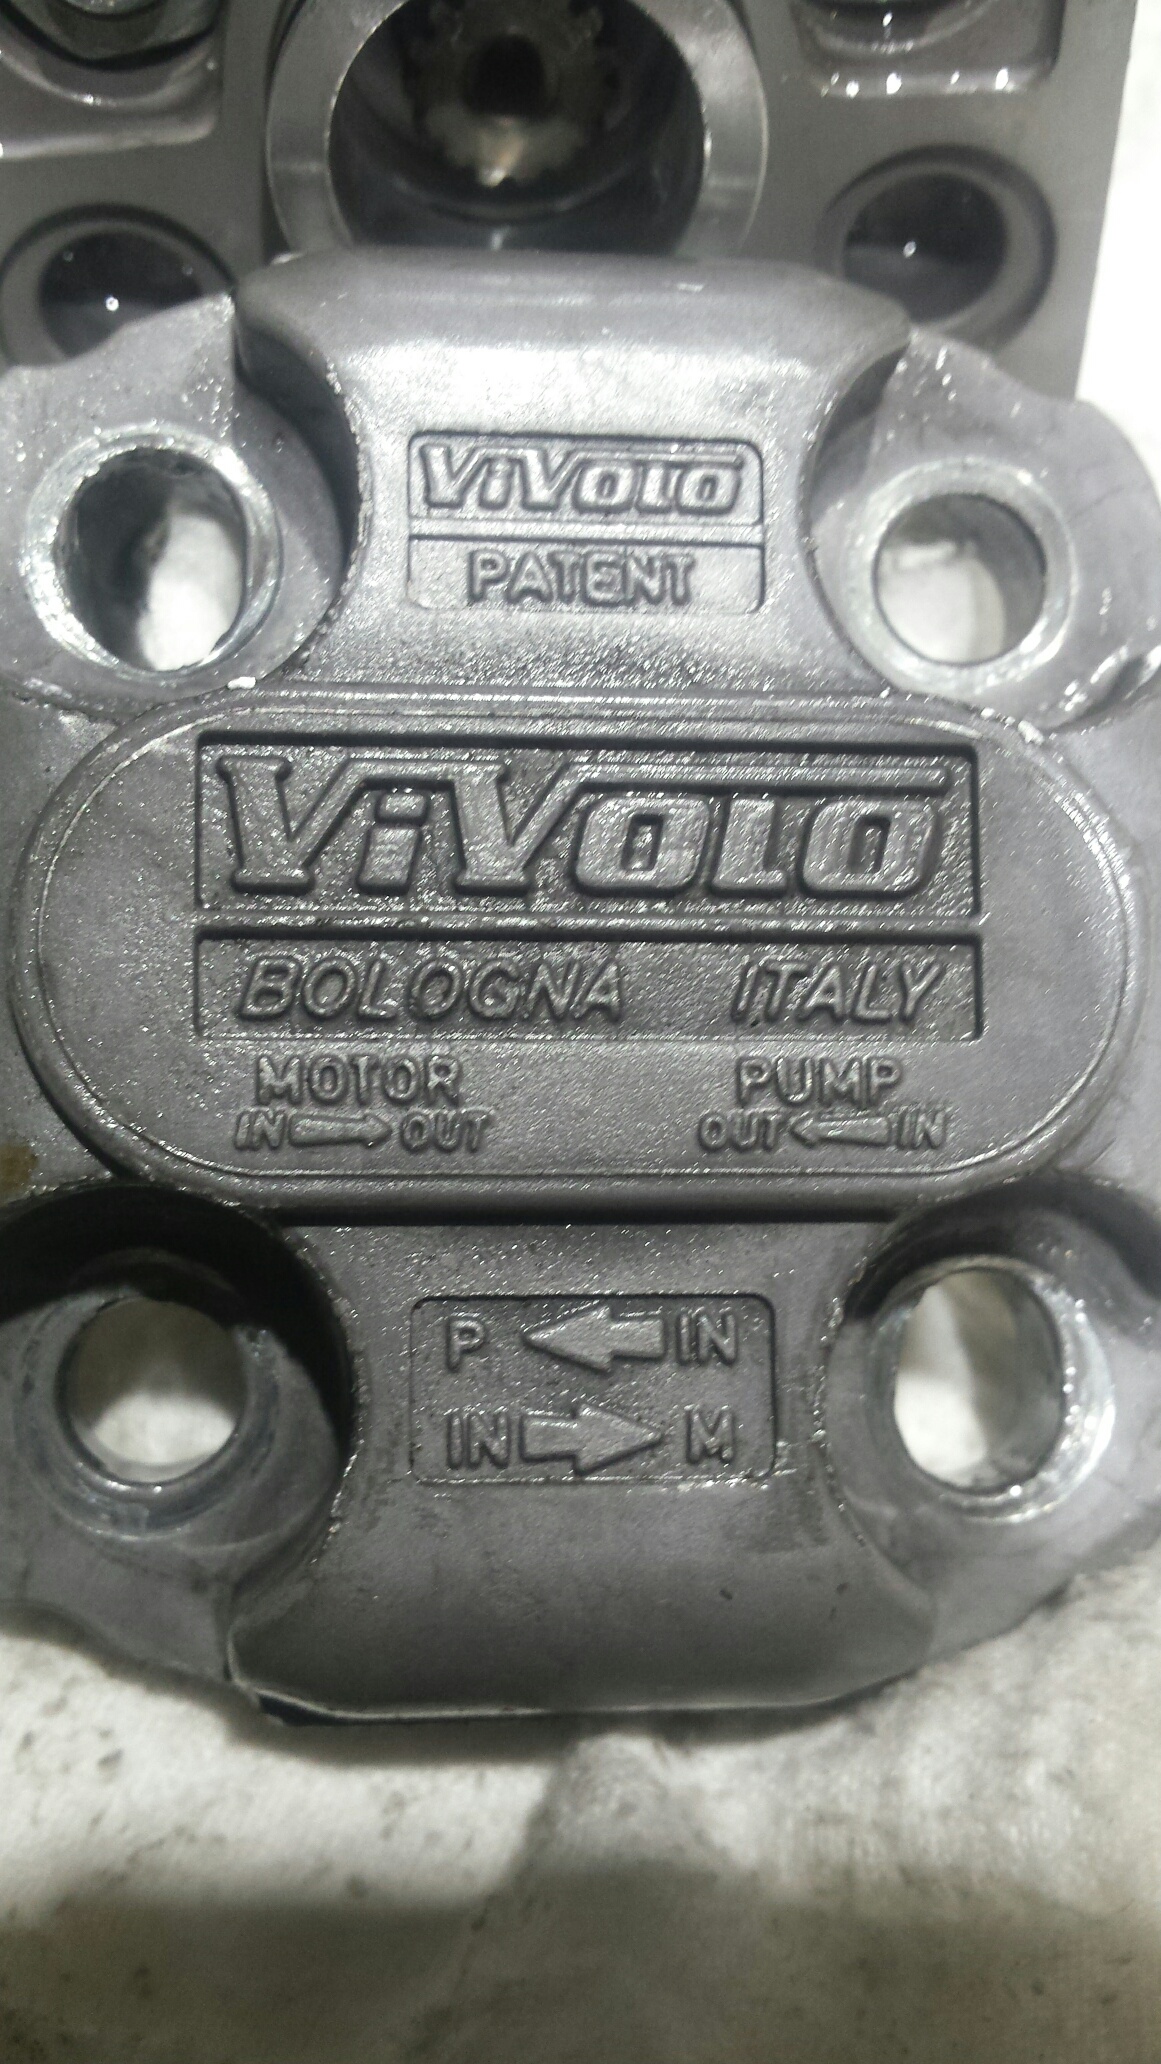 ViVoLo
PATENT
ViVoLo
BOLOGNA ITALY
MOTOR PUMP
IN → OUT OUT ← IN
P ← IN
IN → M